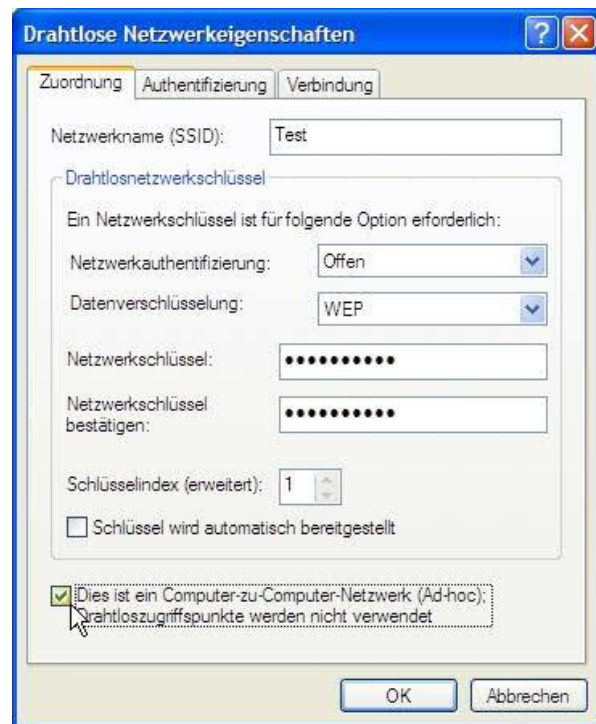 Drahtlose Netzwerkeigenschaften
Zuordnung Authentifizierung Verbindung
Netzwerkname (SSID): Test
Drahtlosnetzwerkschlüssel
Ein Netzwerkschlüssel ist für folgende Option erforderlich:
Netzwerkauthentifizierung: Offen
Datenverschlüsselung: WEP
Netzwerkschlüssel: ••••••••••
Netzwerkschlüssel
bestätigen: ••••••••••
Schlüsselindex (erweitert): 1
Schlüssel wird automatisch bereitgestellt
Dies ist ein Computer-zu-Computer-Netzwerk (Ad-hoc);
Drahtloszugriffspunkte werden nicht verwendet
OK Abbrechen